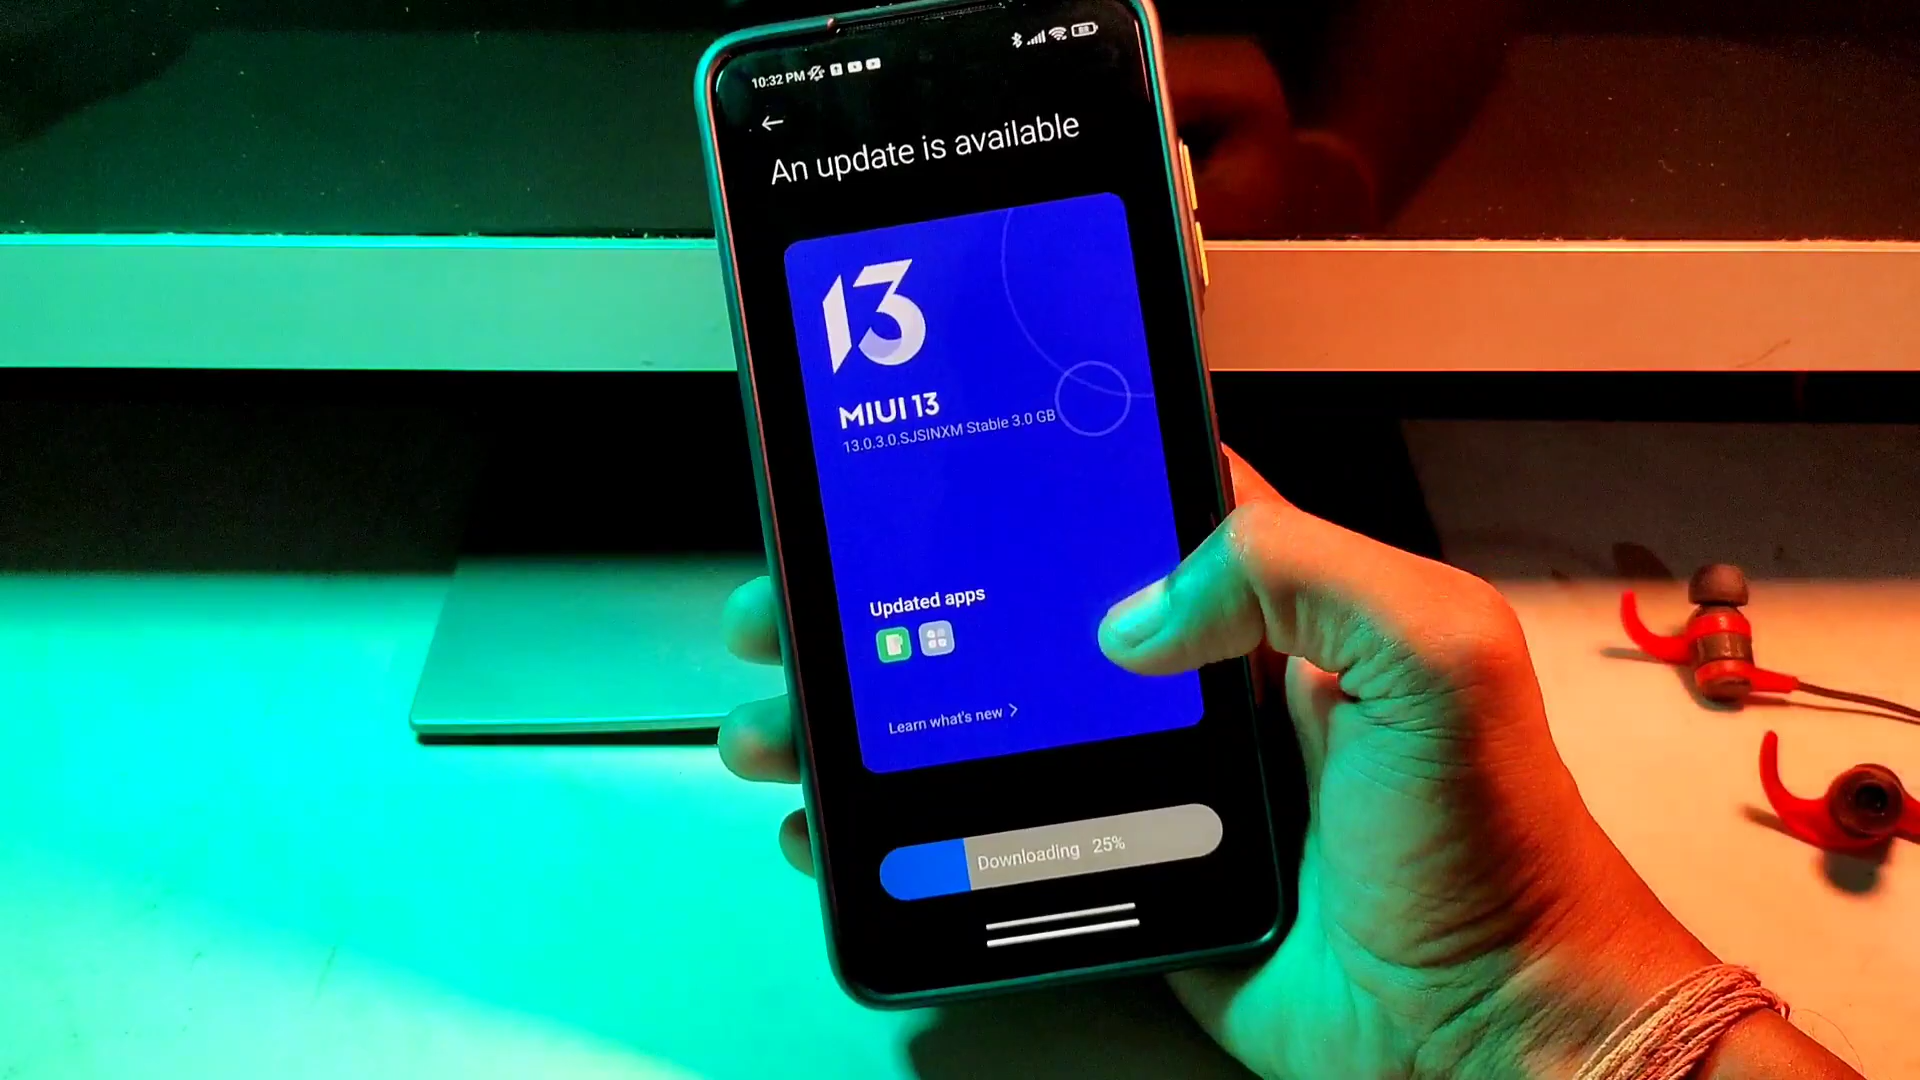 10:32 PM
An update is available
13
MIUI 13
13.0.3.0.SJSINXM Stable 3.0 GB
Updated apps
Learn what's new
Downloading 25%